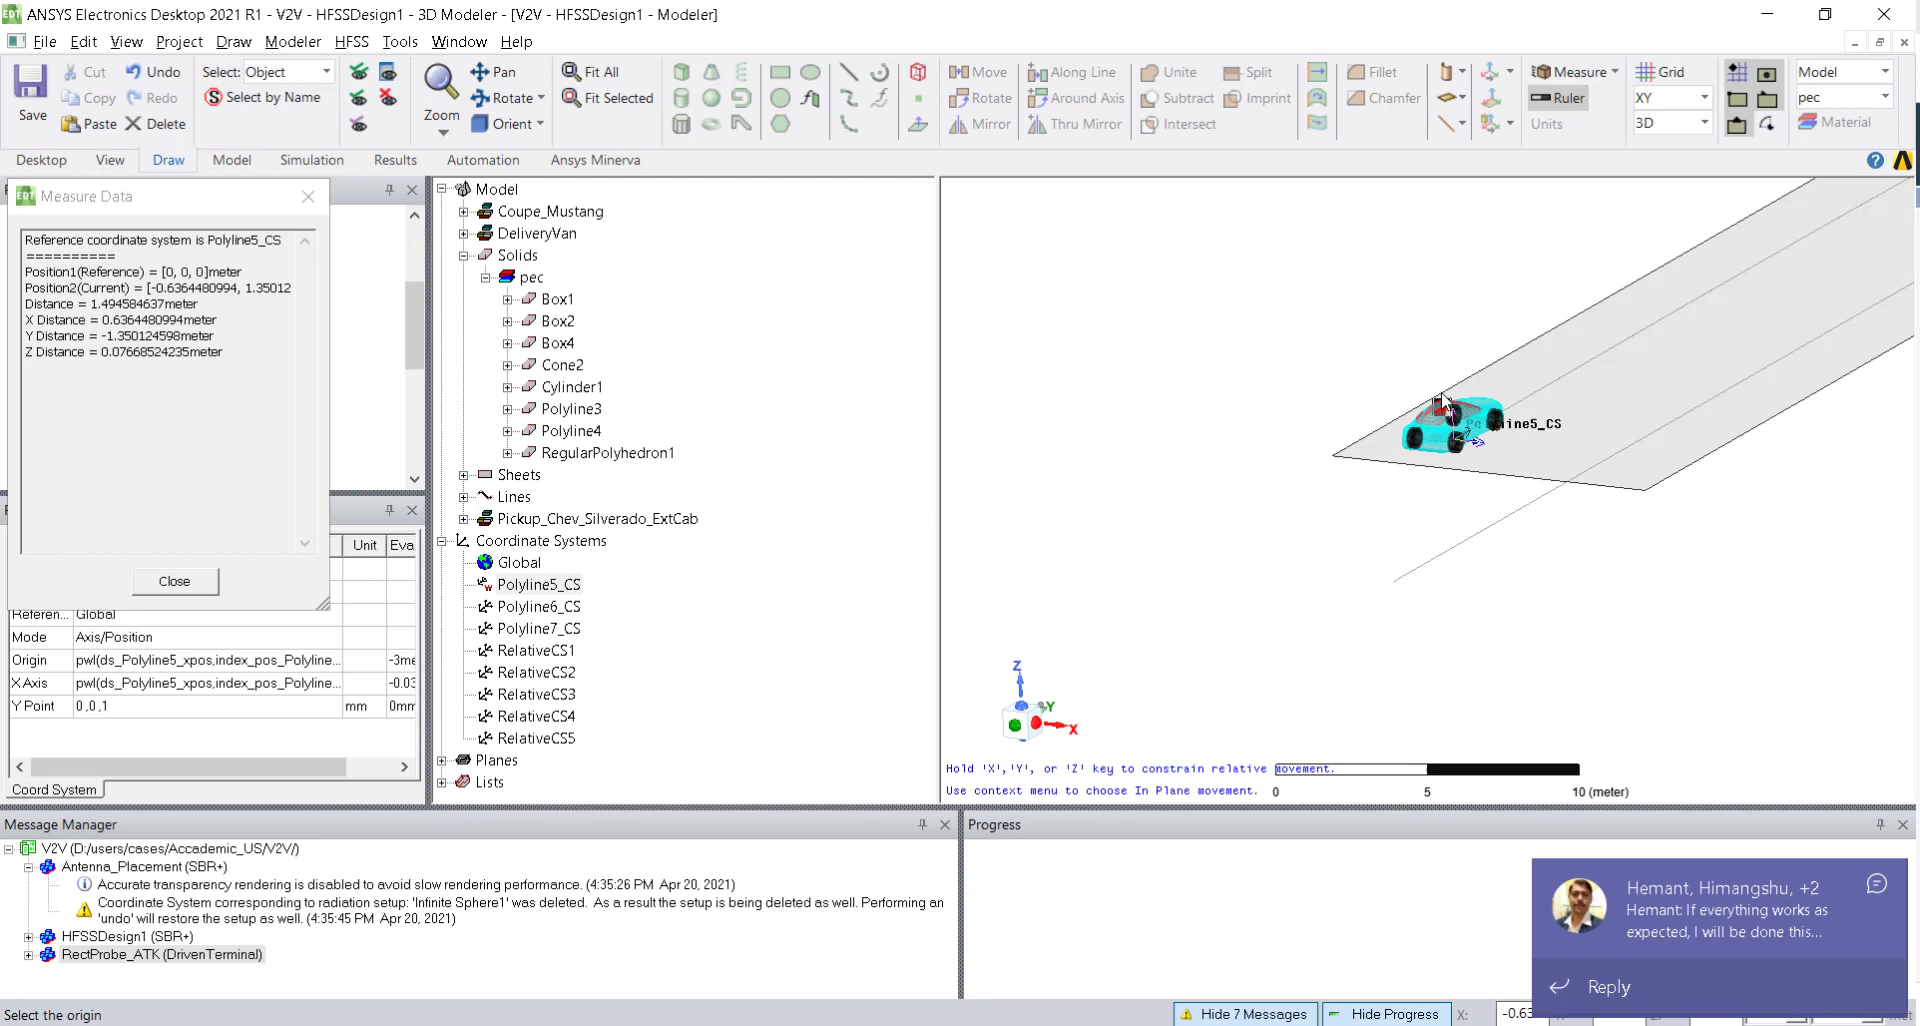 ANSYS Electronics Desktop 2021 R1 - V2V - HFSSDesign1 - 3D Modeler - [V2V - HFSSDesign1 - Modeler]
File Edit View Project Draw Modeler HFSS Tools Window Help
Save
Cut
Copy
Paste
Undo
Redo
Delete
Select: Object
Select by Name
Zoom
Pan
Rotate
Orient
Fit All
Fit Selected
Move
Rotate
Mirror
Along Line
Around Axis
Thru Mirror
Unite
Subtract
Intersect
Split
Imprint
Fillet
Chamfer
Measure
Ruler
Units
Grid
XY
3D
Model
pec
Material
Desktop View Draw Model Simulation Results Automation Ansys Minerva
Measure Data
Reference coordinate system is Polyline5_CS
==========
Position1(Reference) = [0, 0, 0]meter
Position2(Current) = [-0.6364480994, 1.35012
Distance = 1.494584637meter
X Distance = 0.6364480994meter
Y Distance = -1.350124598meter
Z Distance = 0.07668524235meter
Close
Unit Eva
Referen... Global
Mode Axis/Position
Origin pwl(ds_Polyline5_xpos,index_pos_Polyline... -3me
X Axis pwl(ds_Polyline5_xpos,index_pos_Polyline... -0.03
Y Point 0,0,1 mm 0mm
Coord System
Model
Coupe_Mustang
DeliveryVan
Solids
pec
Box1
Box2
Box4
Cone2
Cylinder1
Polyline3
Polyline4
RegularPolyhedron1
Sheets
Lines
Pickup_Chev_Silverado_ExtCab
Coordinate Systems
Global
Polyline5_CS
Polyline6_CS
Polyline7_CS
RelativeCS1
RelativeCS2
RelativeCS3
RelativeCS4
RelativeCS5
Planes
Lists
ine5_CS
Z
Y
X
Hold 'X','Y', or 'Z' key to constrain relative movement.
Use context menu to choose In Plane movement.
0 5 10 (meter)
Message Manager
V2V (D:/users/cases/Accademic_US/V2V/)
Antenna_Placement (SBR+)
Accurate transparency rendering is disabled to avoid slow rendering performance. (4:35:26 PM Apr 20, 2021)
Coordinate System corresponding to radiation setup: 'Infinite Sphere1' was deleted. As a result the setup is being deleted as well. Performing an
'undo' will restore the setup as well. (4:35:45 PM Apr 20, 2021)
HFSSDesign1 (SBR+)
RectProbe_ATK (DrivenTerminal)
Progress
Hemant, Himangshu, +2
Hemant: If everything works as
expected, I will be done this...
Reply
Select the origin
Hide 7 Messages
Hide Progress
X: -0.63